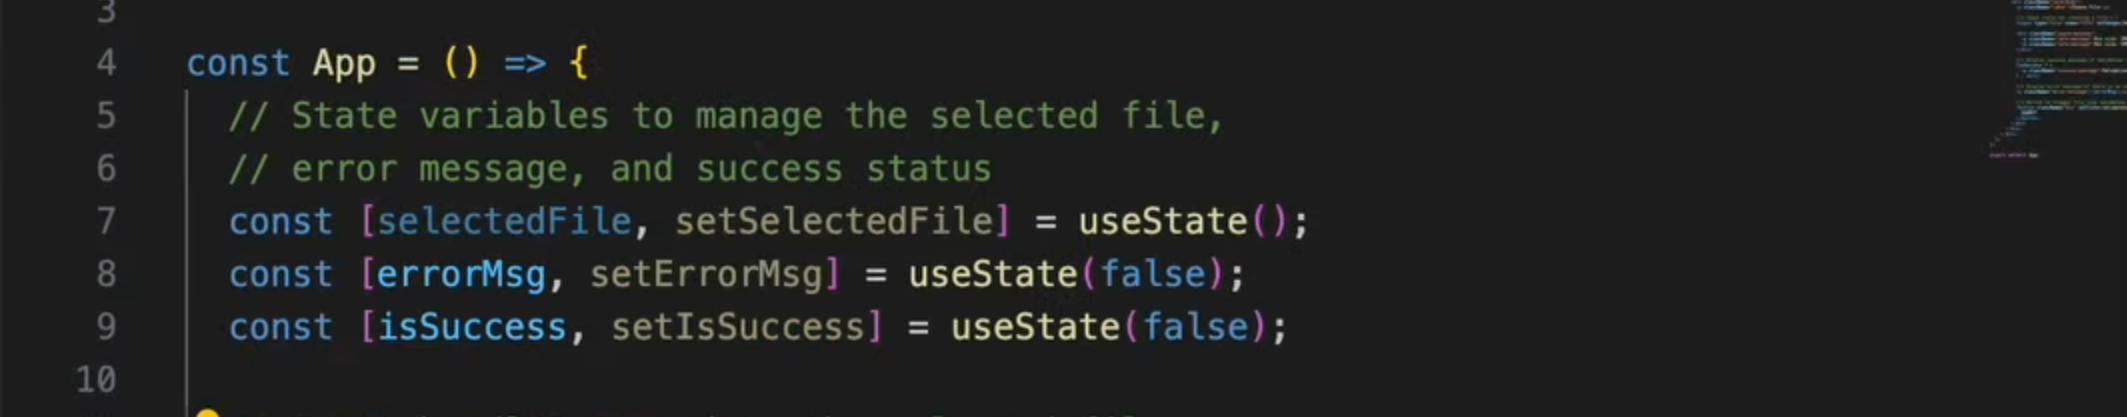 3
4 const App = () => {
5 // State variables to manage the selected file,
6 // error message, and success status
7 const [selectedFile, setSelectedFile] = useState();
8 const [errorMsg, setErrorMsg] = useState(false);
9 const [isSuccess, setIsSuccess] = useState(false);
10